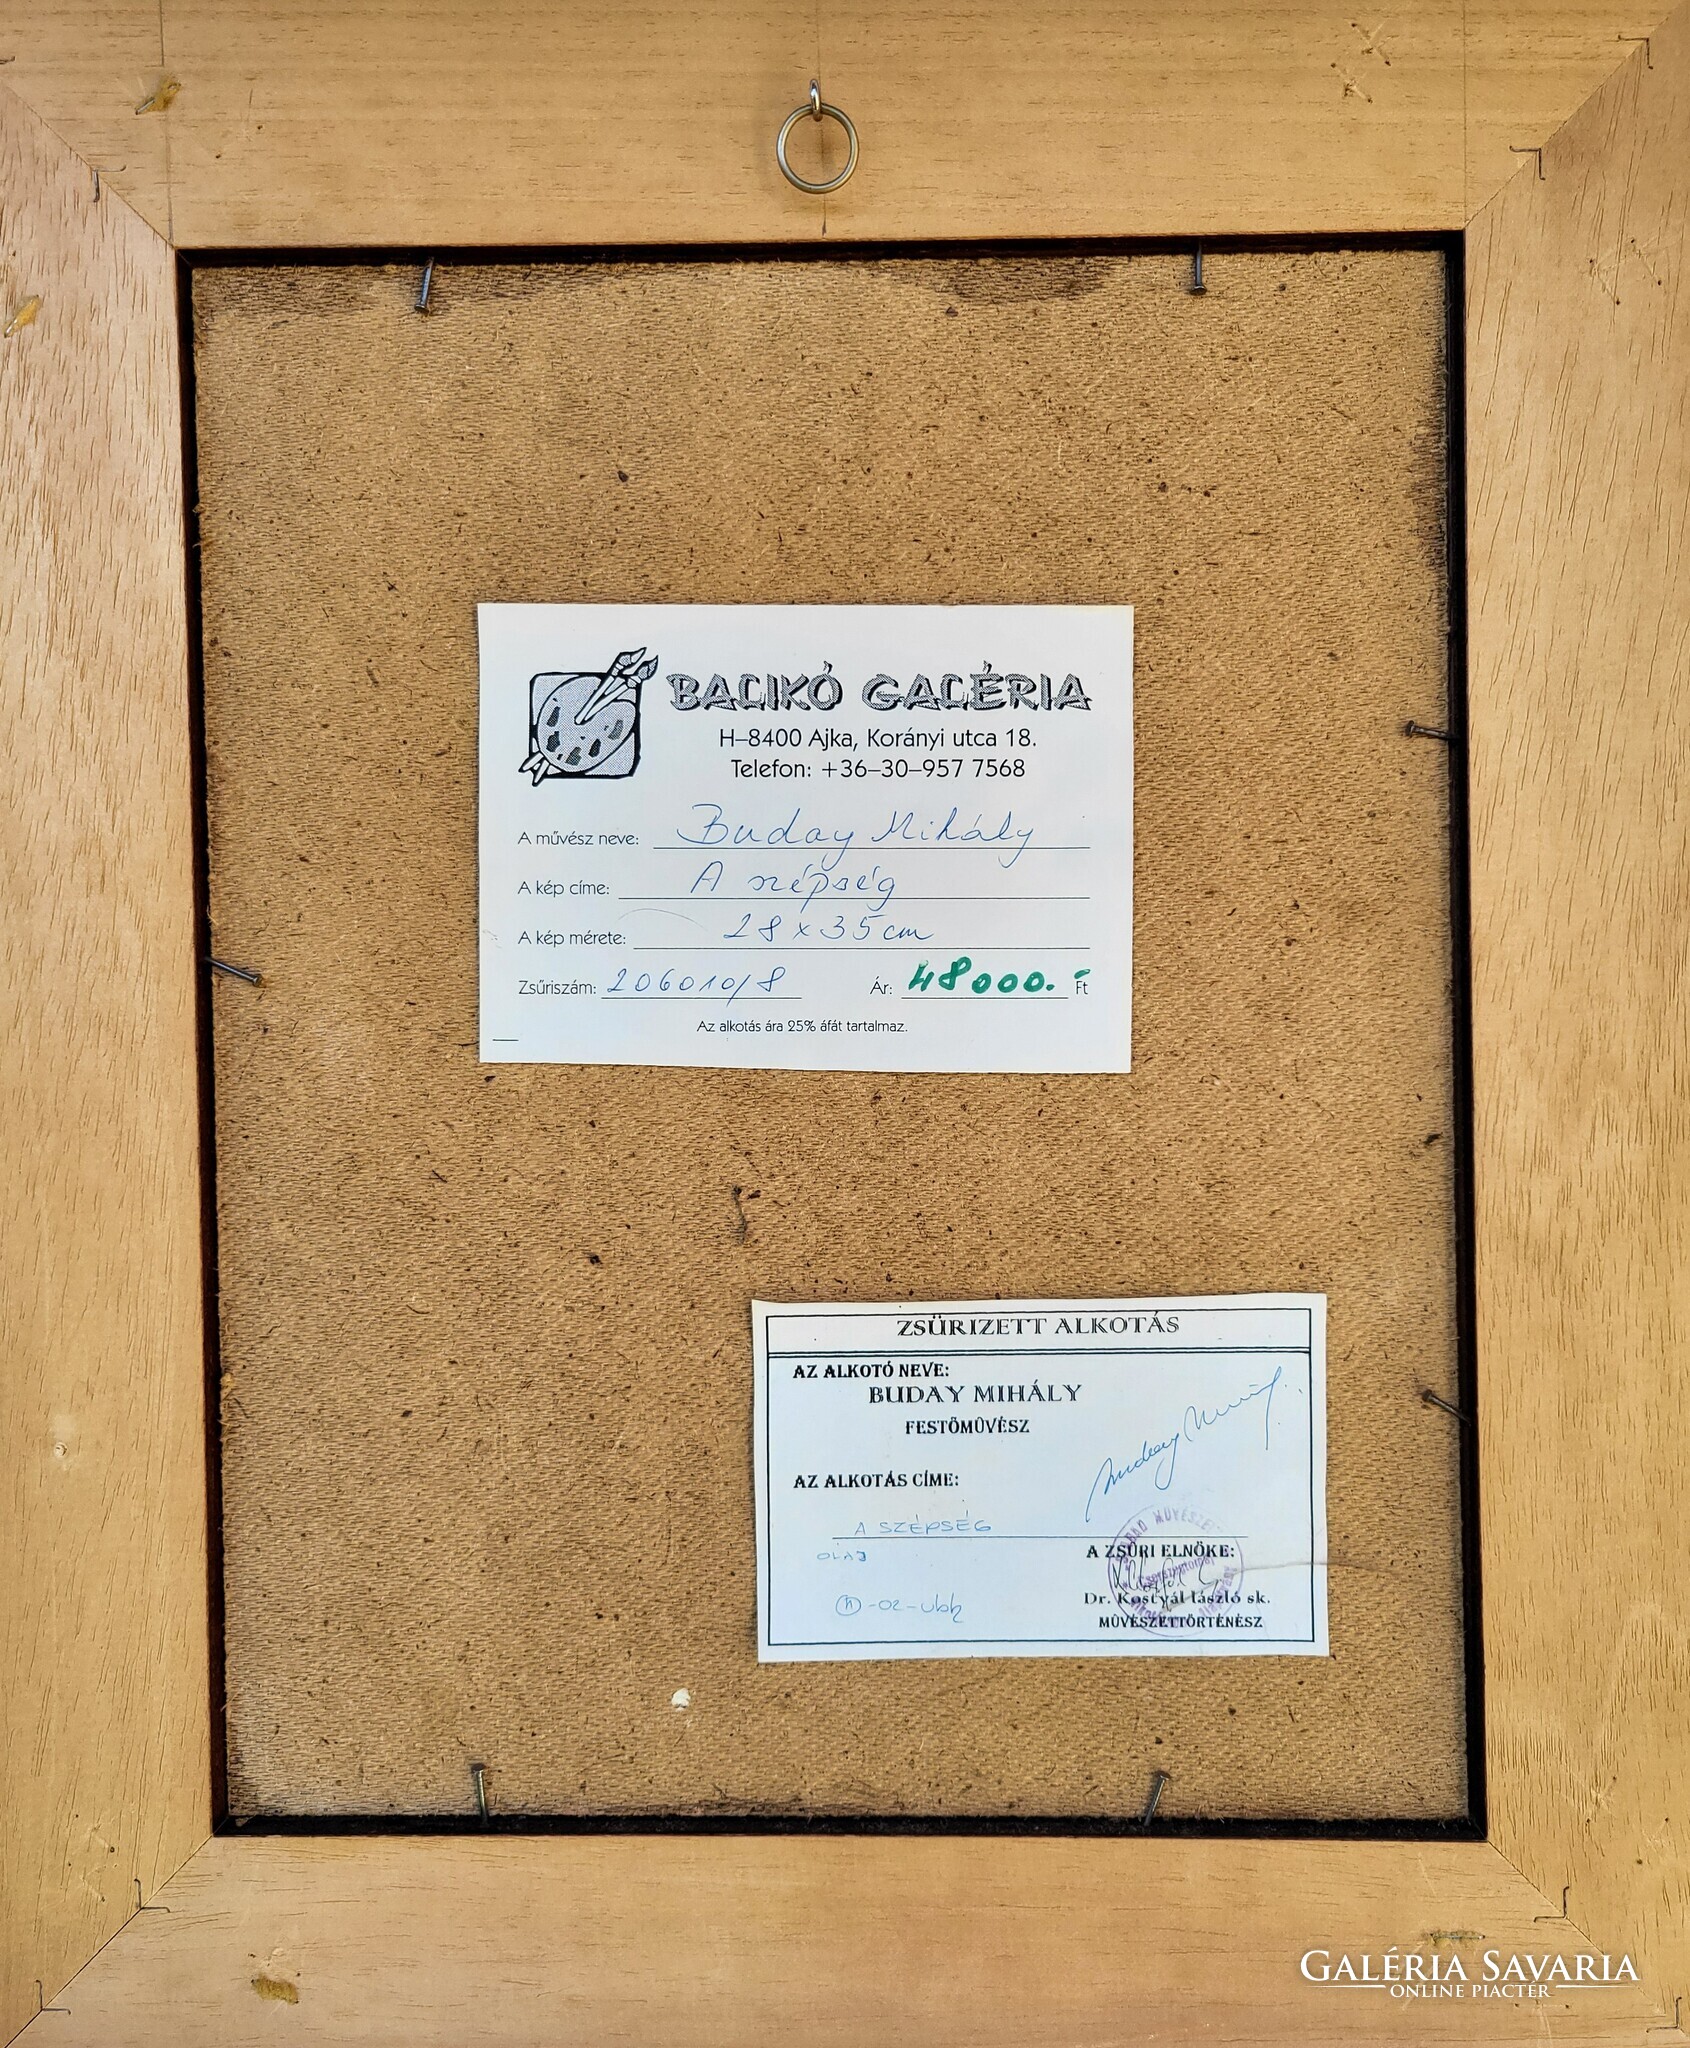 BALIKÓ GALÉRIA
H–8400 Ajka, Korányi utca 18.
Telefon: +36–30–957 7568
A művész neve: Buday Mihály
A kép címe: A szépség
A kép mérete: 28 x 35 cm
Zsűriszám: 206010/8 Ár: 48000.- Ft
Az alkotás ára 25% áfát tartalmaz.
ZSÜRIZETT ALKOTÁS
AZ ALKOTÓ NEVE:
BUDAY MIHÁLY
FESTŐMŰVÉSZ
AZ ALKOTÁS CÍME:
A SZÉPSÉG
OLAJ
A ZSŰRI ELNÖKE:
Dr. Kostyál lászló sk.
MŰVÉSZETTÖRTÉNÉSZ
GALÉRIA SAVARIA
ONLINE PIACTÉR